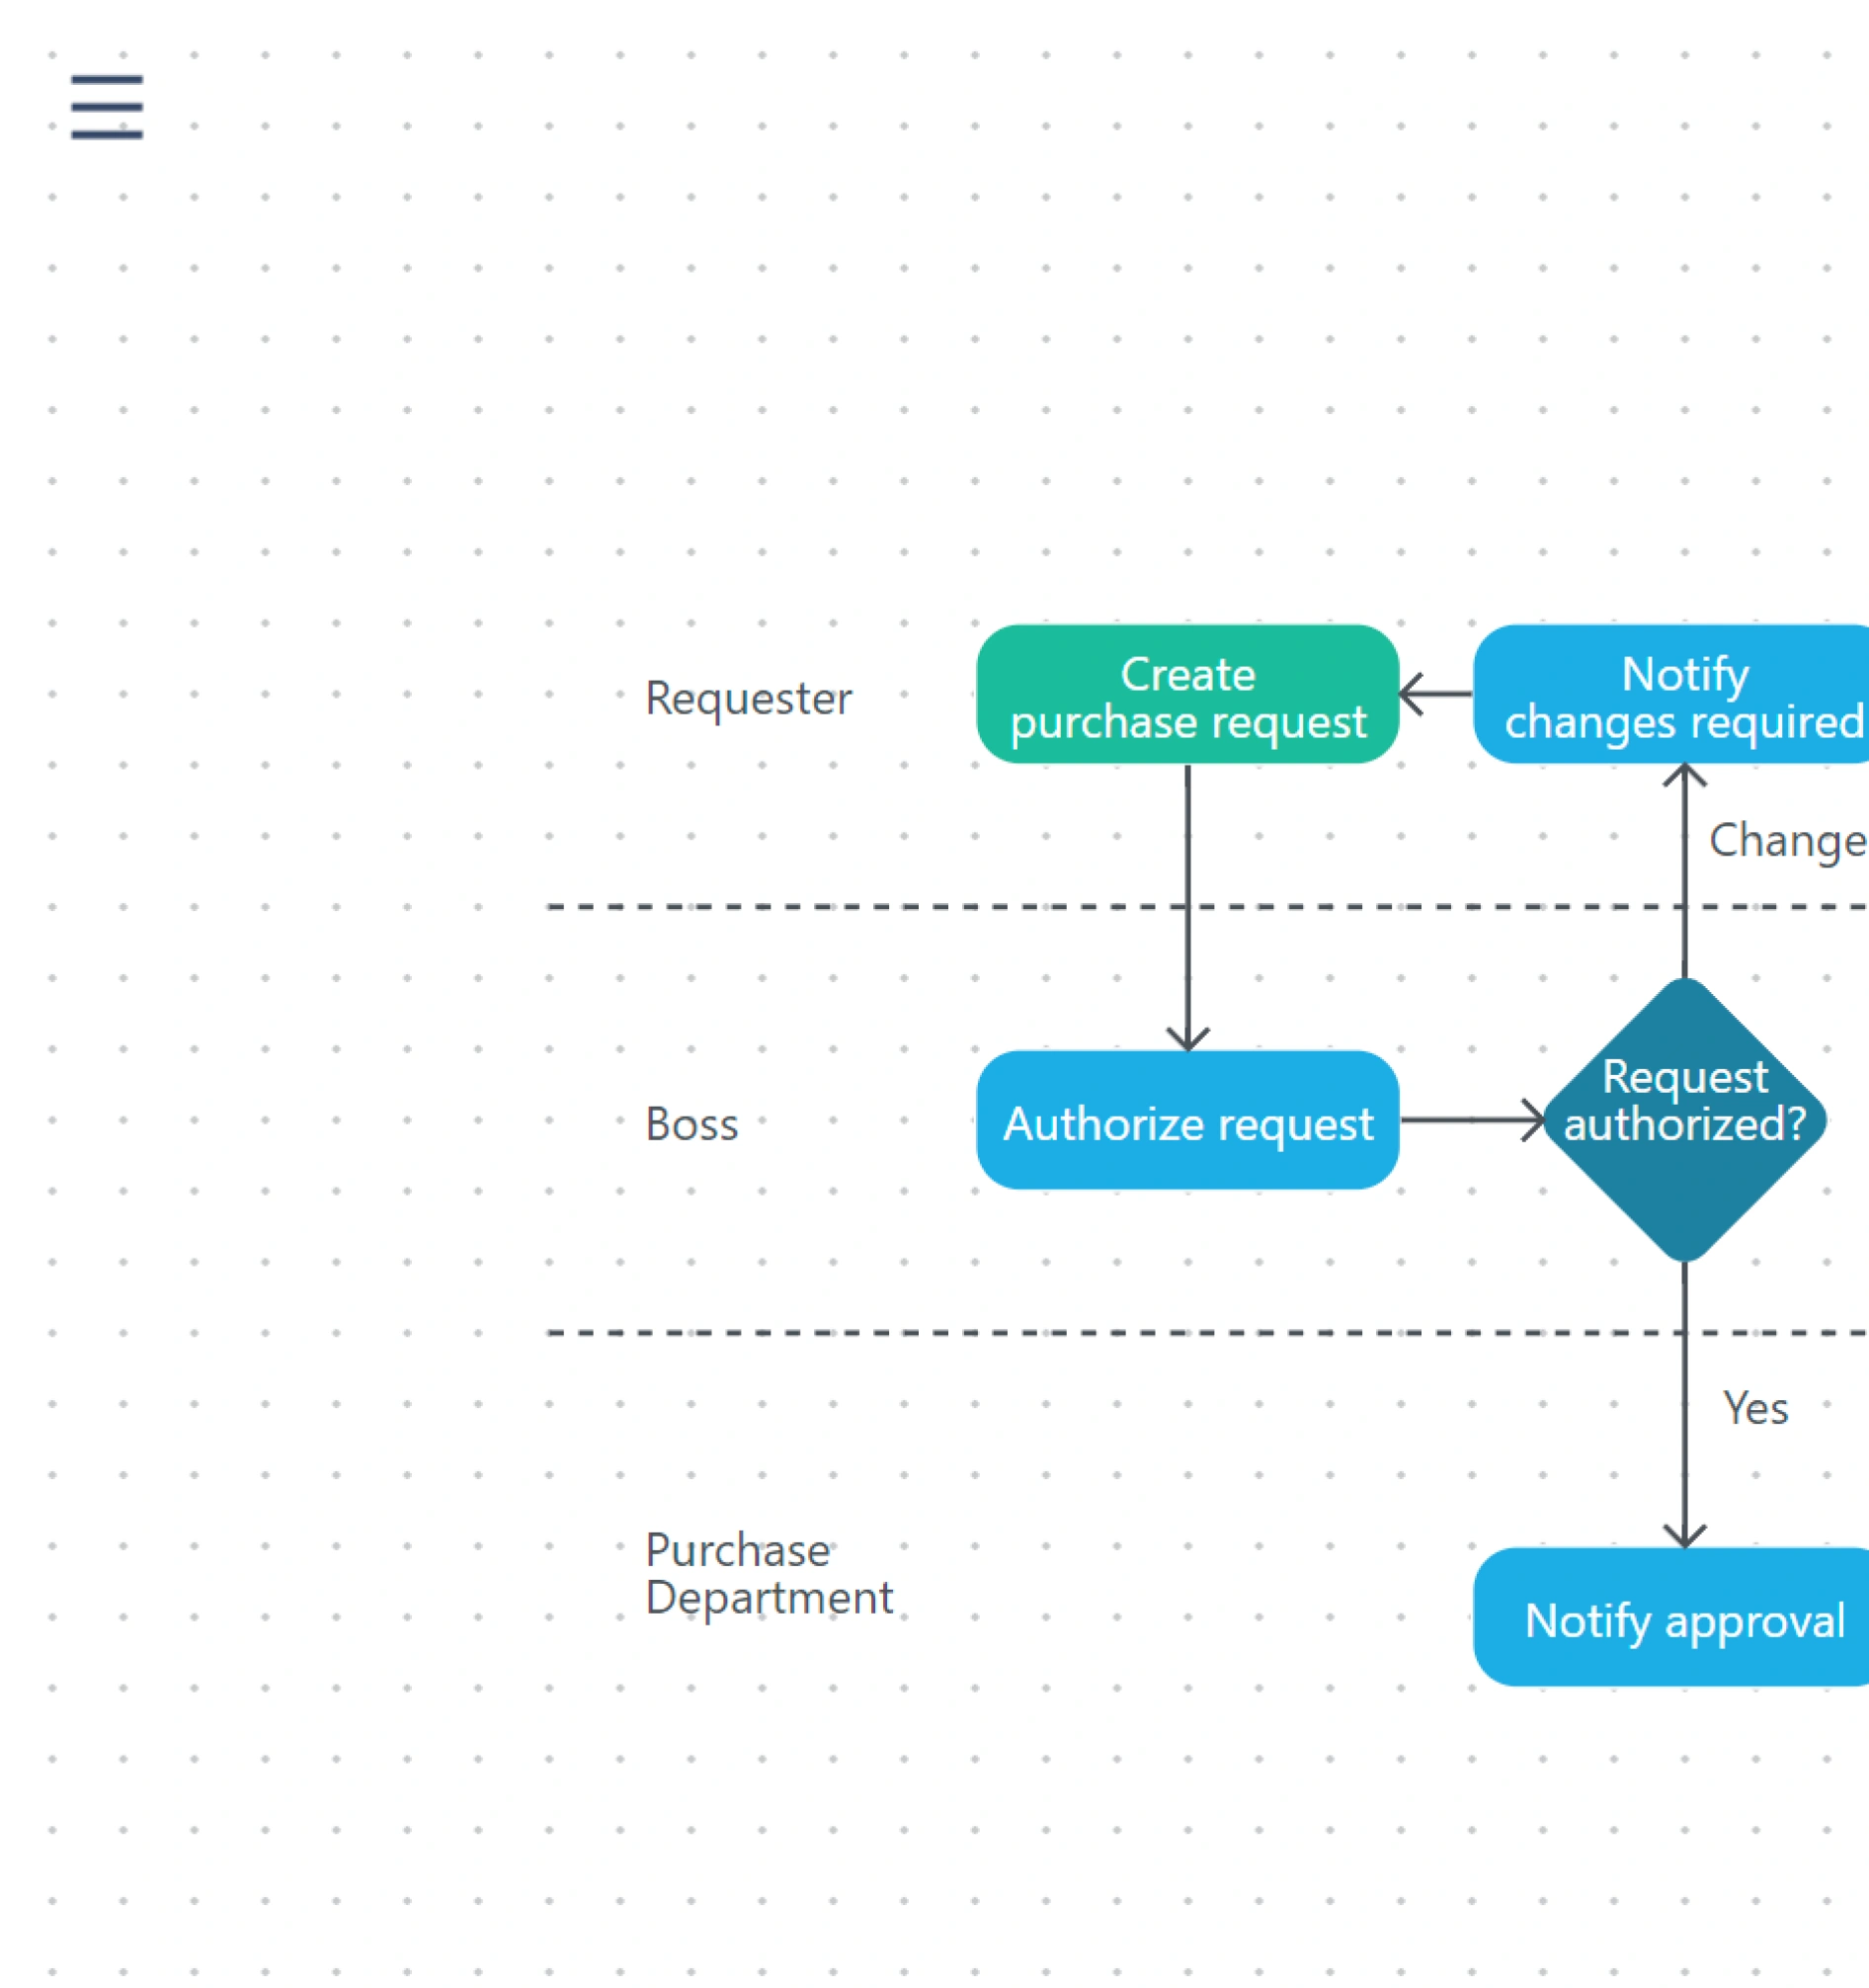 Requester
Create
purchase request
Notify
changes required
Change
Boss
Authorize request
Request
authorized?
Yes
Purchase
Department
Notify approval